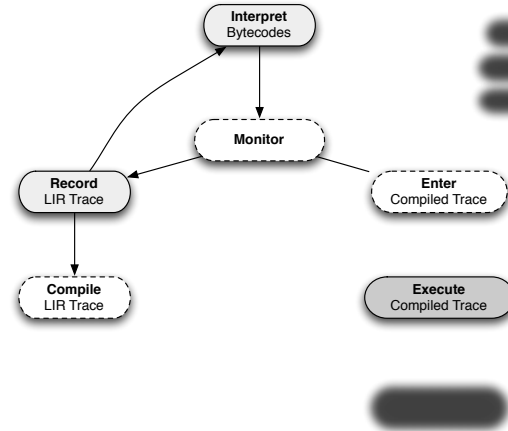 Interpret
Bytecodes
Monitor
Record
LIR Trace
Enter
Compiled Trace
Compile
LIR Trace
Execute
Compiled Trace